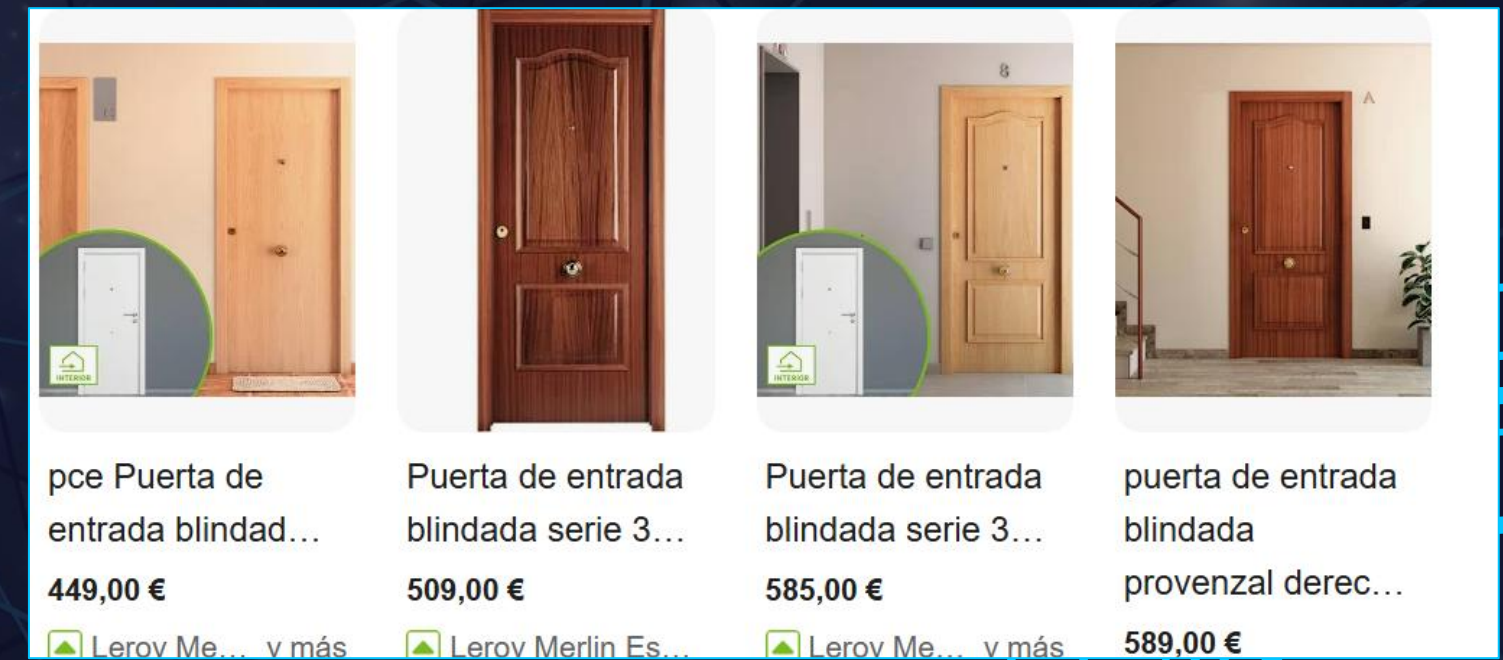 8
A
INTERIOR
INTERIOR
pce Puerta de
entrada blindad...
449,00 €
Leroy Me... y más
Puerta de entrada
blindada serie 3...
509,00 €
Leroy Merlin Es...
Puerta de entrada
blindada serie 3...
585,00 €
Leroy Me... y más
puerta de entrada
blindada
provenzal derec...
589,00 €